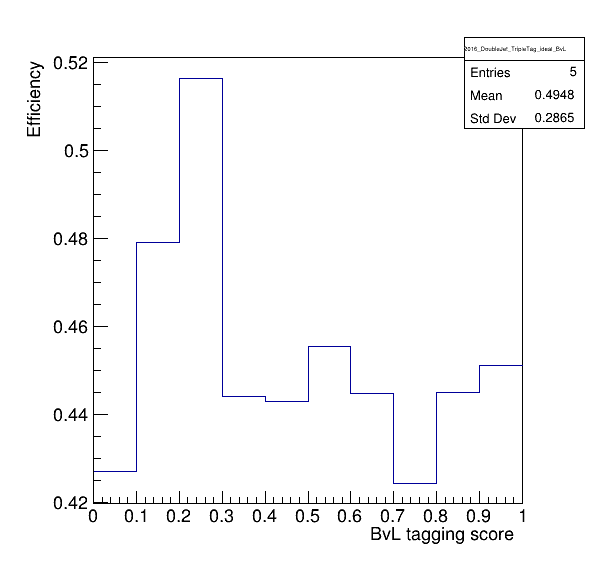 2016_DoubleJet_TripleTag_Ideal_BvL
Entries 5
Mean 0.4948
Std Dev 0.2865
Efficiency
0.52
0.5
0.48
0.46
0.44
0.42
0 0.1 0.2 0.3 0.4 0.5 0.6 0.7 0.8 0.9 1
BvL tagging score